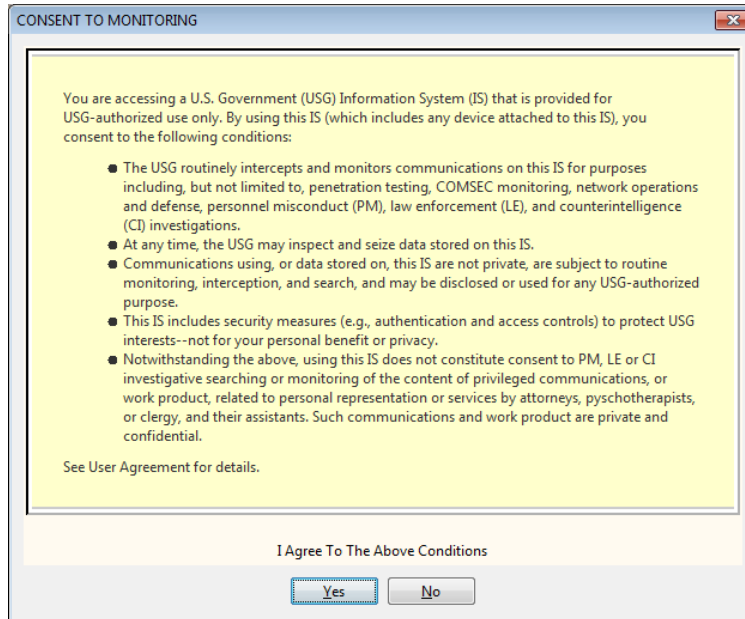 CONSENT TO MONITORING
You are accessing a U.S. Government (USG) Information System (IS) that is provided for
USG-authorized use only. By using this IS (which includes any device attached to this IS), you
consent to the following conditions:
● The USG routinely intercepts and monitors communications on this IS for purposes
including, but not limited to, penetration testing, COMSEC monitoring, network operations
and defense, personnel misconduct (PM), law enforcement (LE), and counterintelligence
(CI) investigations.
● At any time, the USG may inspect and seize data stored on this IS.
● Communications using, or data stored on, this IS are not private, are subject to routine
monitoring, interception, and search, and may be disclosed or used for any USG-authorized
purpose.
● This IS includes security measures (e.g., authentication and access controls) to protect USG
interests--not for your personal benefit or privacy.
● Notwithstanding the above, using this IS does not constitute consent to PM, LE or CI
investigative searching or monitoring of the content of privileged communications, or
work product, related to personal representation or services by attorneys, pyschotherapists,
or clergy, and their assistants. Such communications and work product are private and
confidential.
See User Agreement for details.
I Agree To The Above Conditions
Yes
No